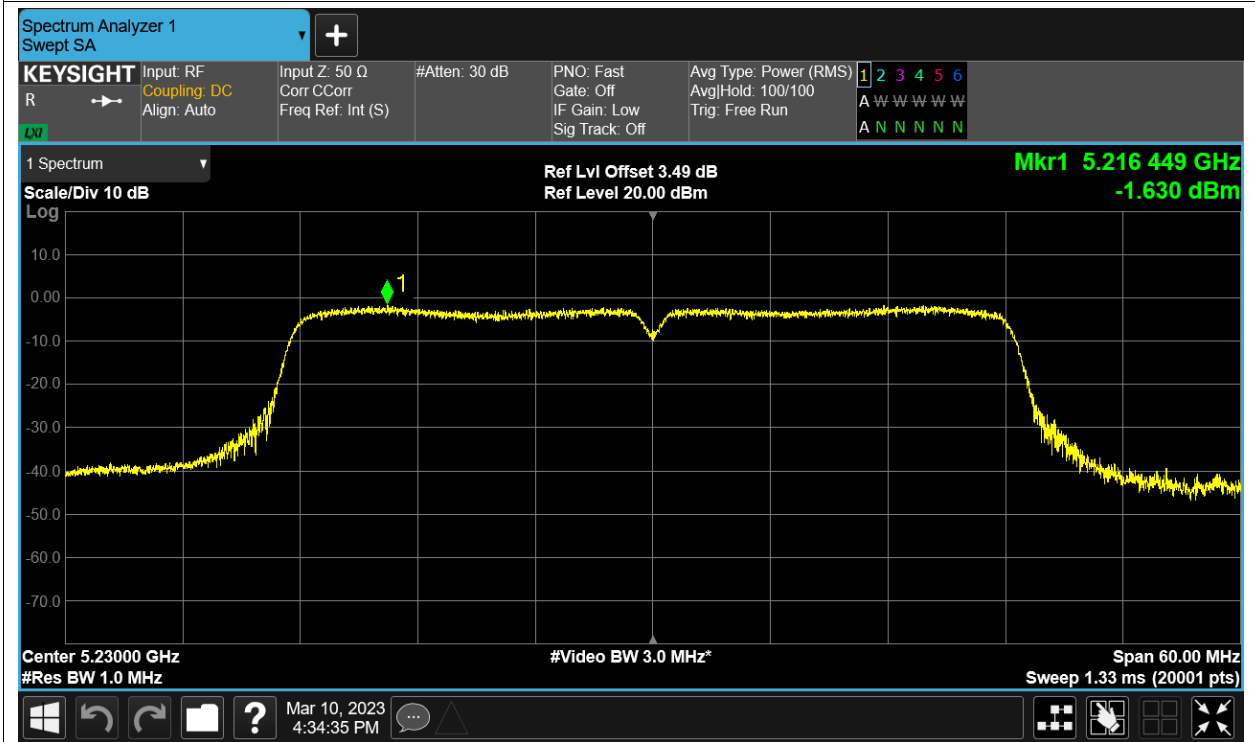 Spectrum Analyzer 1
Swept SA
+
KEYSIGHT
R
LXI
Input: RF
Coupling: DC
Align: Auto
Input Z: 50 Ω
Corr CCorr
Freq Ref: Int (S)
#Atten: 30 dB
PNO: Fast
Gate: Off
IF Gain: Low
Sig Track: Off
Avg Type: Power (RMS)
Avg|Hold: 100/100
Trig: Free Run
1 2 3 4 5 6
A W W W W W
A N N N N N
1 Spectrum
Scale/Div 10 dB
Log
Ref Lvl Offset 3.49 dB
Ref Level 20.00 dBm
Mkr1 5.216 449 GHz
-1.630 dBm
10.0
0.00
-10.0
-20.0
-30.0
-40.0
-50.0
-60.0
-70.0
1
Center 5.23000 GHz
#Res BW 1.0 MHz
#Video BW 3.0 MHz*
Span 60.00 MHz
Sweep 1.33 ms (20001 pts)
?
Mar 10, 2023
4:34:35 PM